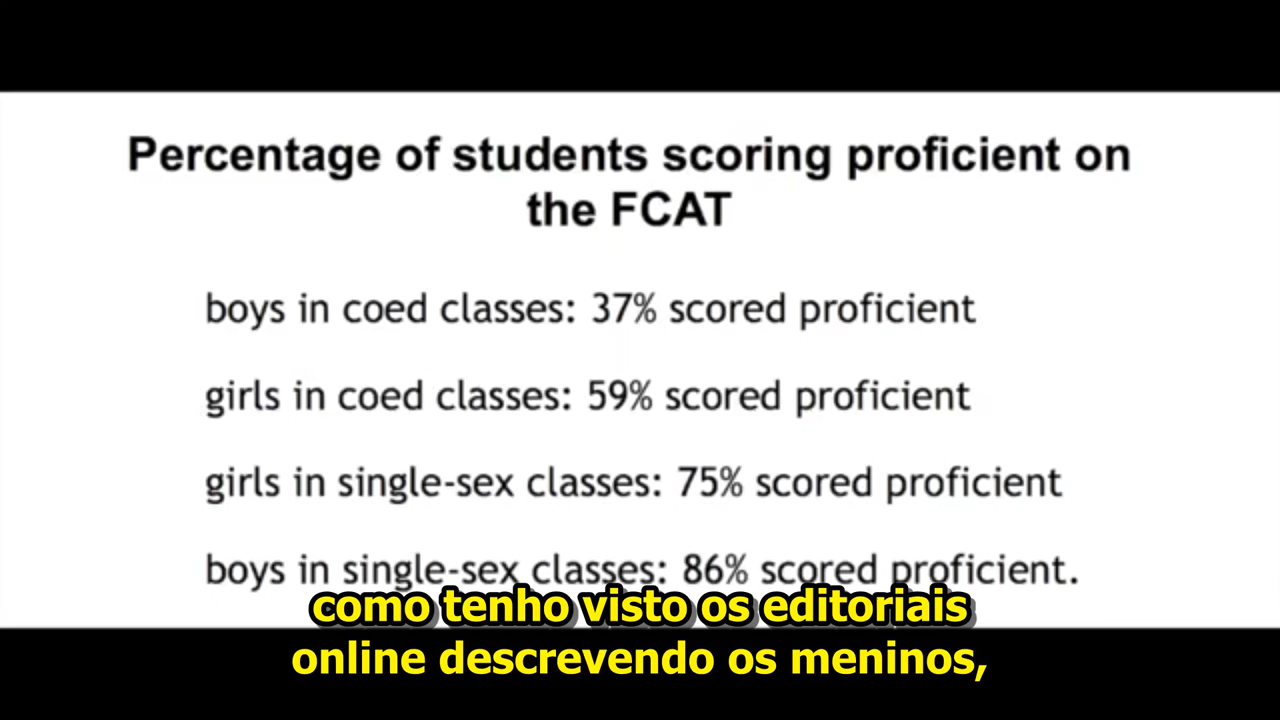 Percentage of students scoring proficient on
the FCAT
boys in coed classes: 37% scored proficient
girls in coed classes: 59% scored proficient
girls in single-sex classes: 75% scored proficient
boys in single-sex classes: 86% scored proficient.
como tenho visto os editoriais
online descrevendo os meninos,